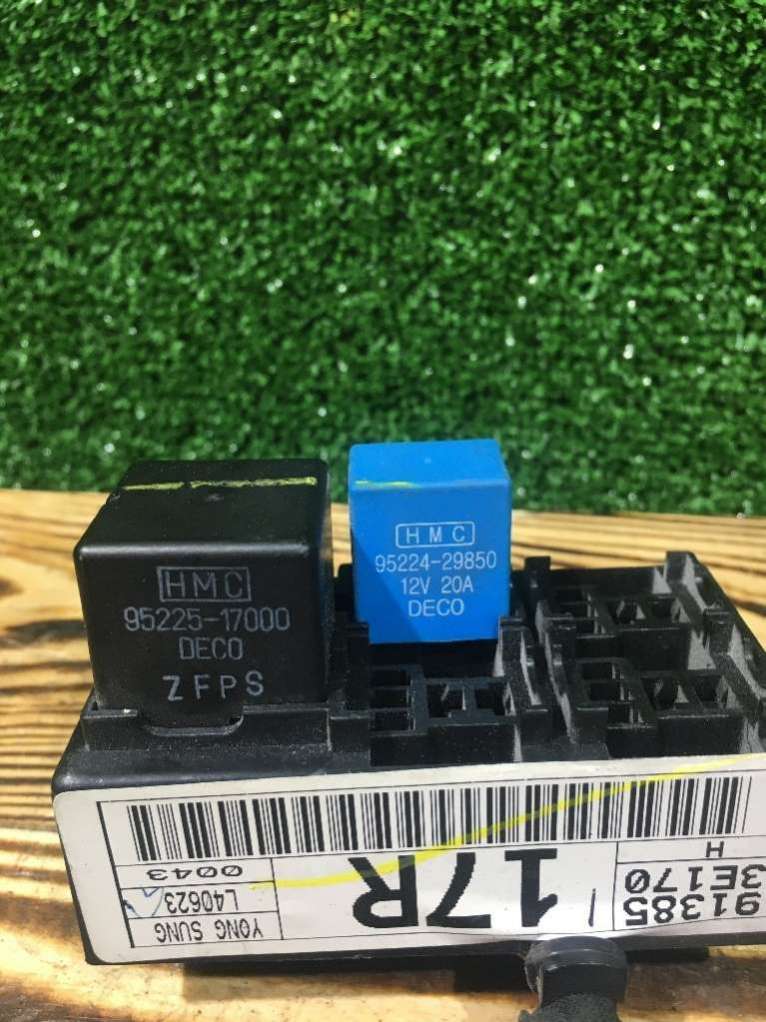 HMC
95225-17000
DECO
ZFPS
HMC
95224-29850
12V 20A
DECO
91385
3E170
H
17R
YONG SUNG
L40623
0043